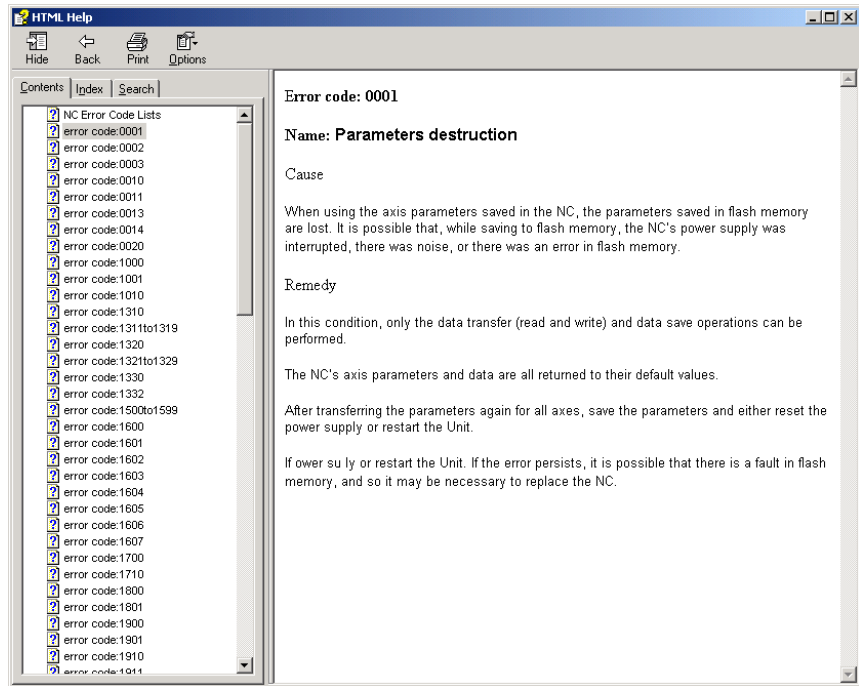 HTML Help
Hide Back Print Options
Contents Index Search
NC Error Code Lists
error code:0001
error code:0002
error code:0003
error code:0010
error code:0011
error code:0013
error code:0014
error code:0020
error code:1000
error code:1001
error code:1010
error code:1310
error code:1311to1319
error code:1320
error code:1321to1329
error code:1330
error code:1332
error code:1500to1599
error code:1600
error code:1601
error code:1602
error code:1603
error code:1604
error code:1605
error code:1606
error code:1607
error code:1700
error code:1710
error code:1800
error code:1801
error code:1900
error code:1901
error code:1910
error code:1911
Error code: 0001
Name: Parameters destruction
Cause
When using the axis parameters saved in the NC, the parameters saved in flash memory
are lost. It is possible that, while saving to flash memory, the NC's power supply was
interrupted, there was noise, or there was an error in flash memory.
Remedy
In this condition, only the data transfer (read and write) and data save operations can be
performed.
The NC's axis parameters and data are all returned to their default values.
After transferring the parameters again for all axes, save the parameters and either reset the
power supply or restart the Unit.
If ower su ly or restart the Unit. If the error persists, it is possible that there is a fault in flash
memory, and so it may be necessary to replace the NC.